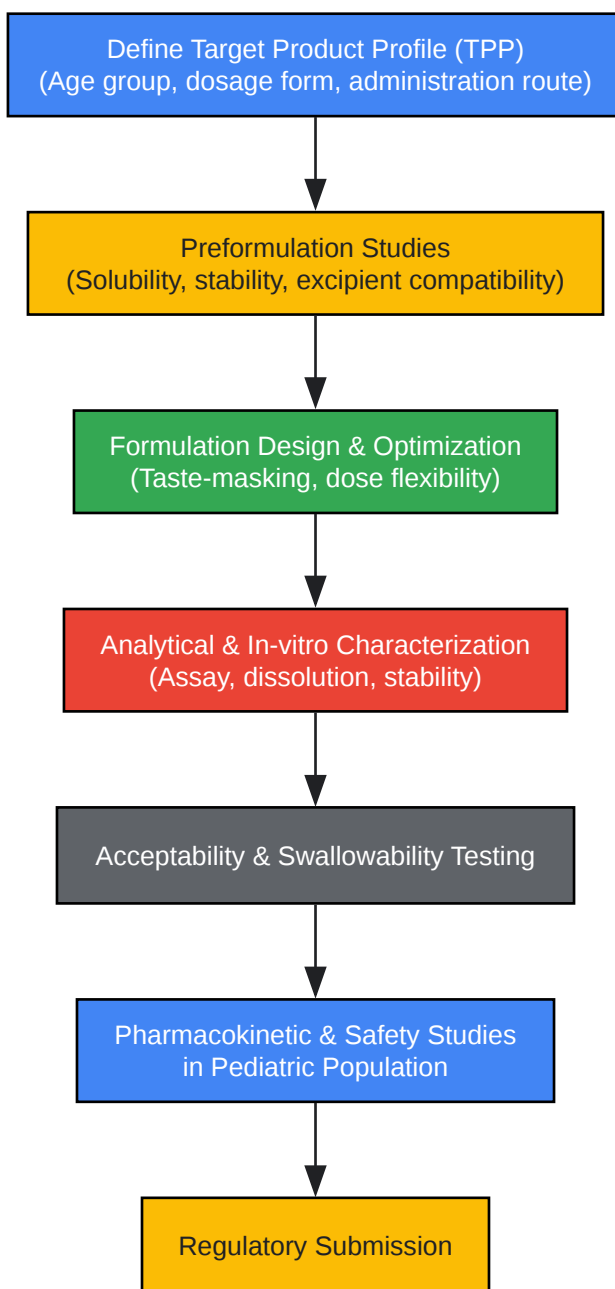 Define Target Product Profile (TPP)
(Age group, dosage form, administration route)
Preformulation Studies
(Solubility, stability, excipient compatibility)
Formulation Design & Optimization
(Taste-masking, dose flexibility)
Analytical & In-vitro Characterization
(Assay, dissolution, stability)
Acceptability & Swallowability Testing
Pharmacokinetic & Safety Studies
in Pediatric Population
Regulatory Submission